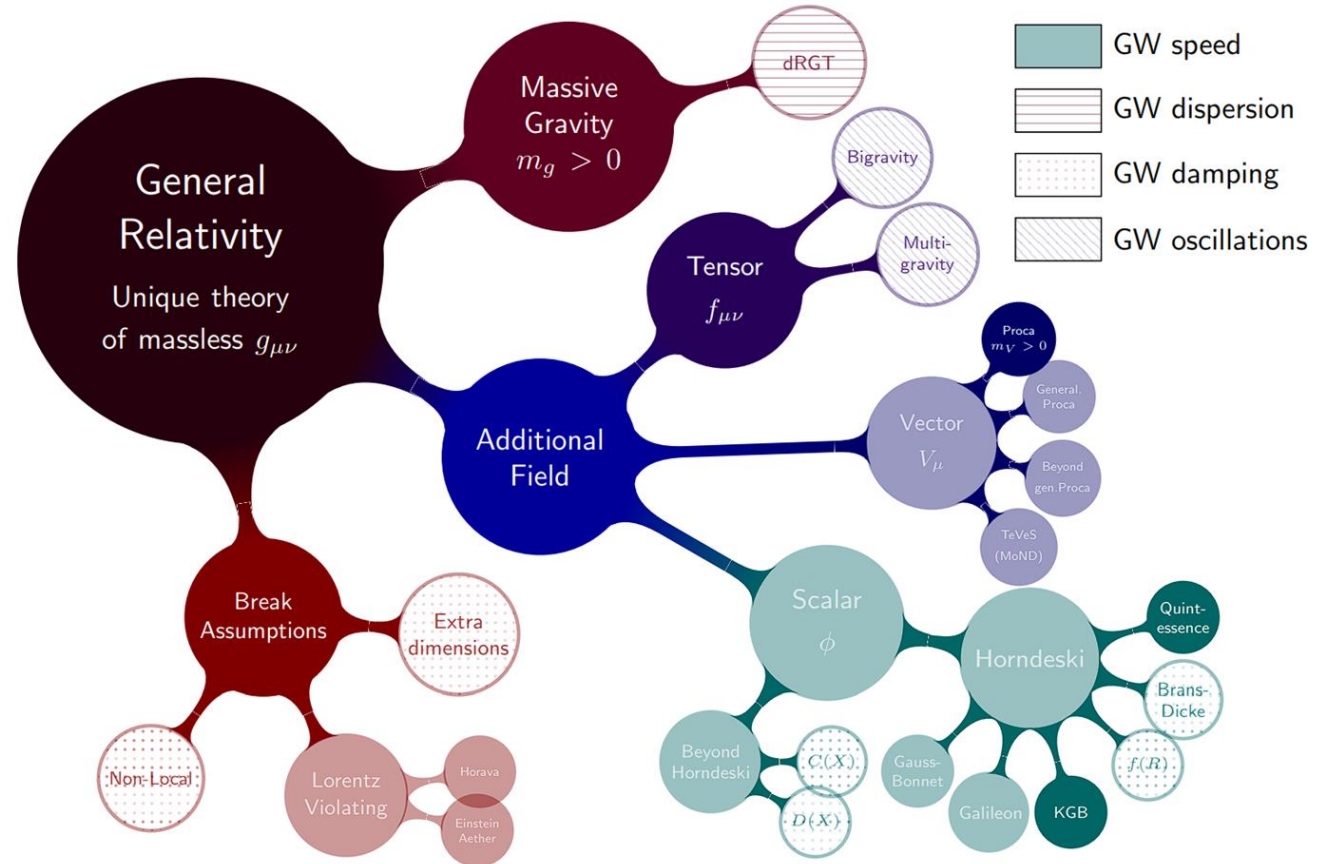 General
Relativity
Unique theory
of massless $g_{\mu\nu}$
Massive
Gravity
$m_g > 0$
dRGT
Bigravity
Multi-
gravity
Tensor
$f_{\mu\nu}$
Additional
Field
Vector
$V_\mu$
Proca
$m_V > 0$
General.
Proca
Beyond
gen.Proca
TeVeS
(MoND)
Scalar
$\phi$
Horndeski
Quint-
essence
Brans-
Dicke
$f(R)$
KGB
Galileon
Gauss-
Bonnet
Beyond
Horndeski
$C(X)$
$D(X)$
Break
Assumptions
Extra
dimensions
Non-Local
Lorentz
Violating
Horava
Einstein
Aether
GW speed
GW dispersion
GW damping
GW oscillations